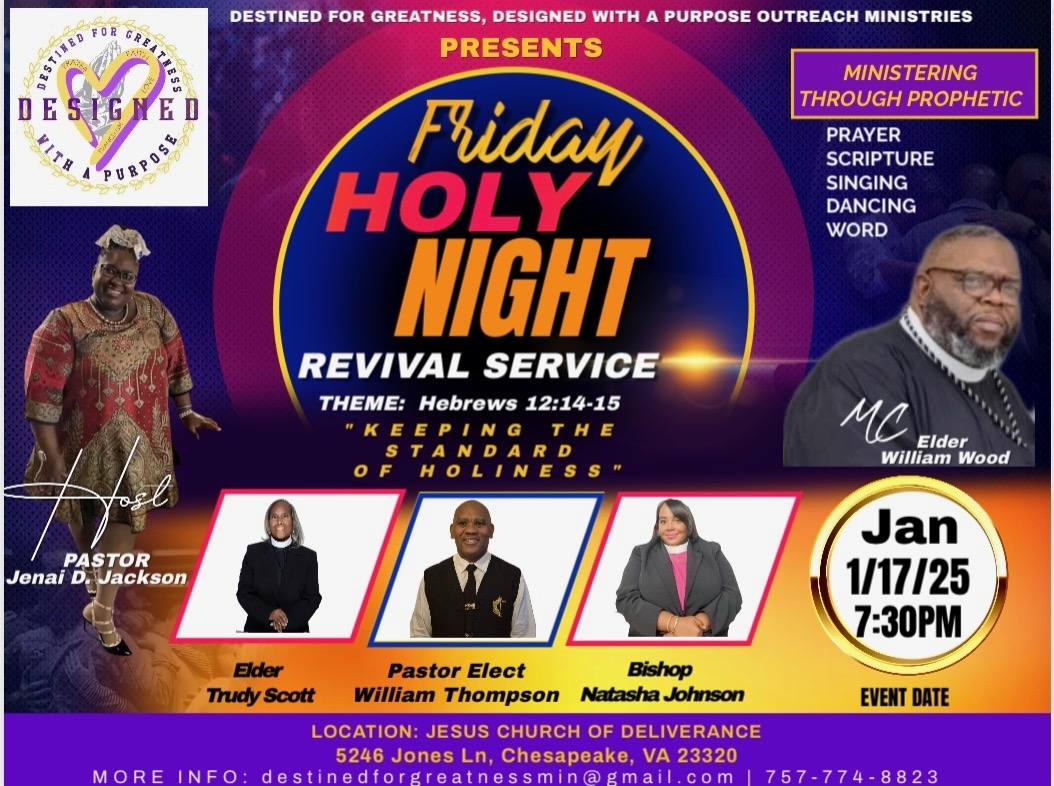 DESTINED FOR GREATNESS, DESIGNED WITH A PURPOSE OUTREACH MINISTRIES
PRESENTS
DESTINED FOR GREATNESS
DESIGNED
WITH A PURPOSE
Friday
HOLY
NIGHT
REVIVAL SERVICE
THEME: Hebrews 12:14-15
"KEEPING THE
STANDARD
OF HOLINESS"
MINISTERING
THROUGH PROPHETIC
PRAYER
SCRIPTURE
SINGING
DANCING
WORD
MC
Elder
William Wood
Host
PASTOR
Jenai D. Jackson
Elder
Trudy Scott
Pastor Elect
William Thompson
Bishop
Natasha Johnson
Jan
1/17/25
7:30PM
EVENT DATE
LOCATION: JESUS CHURCH OF DELIVERANCE
5246 Jones Ln, Chesapeake, VA 23320
MORE INFO: destinedforgreatnessmin@gmail.com | 757-774-8823